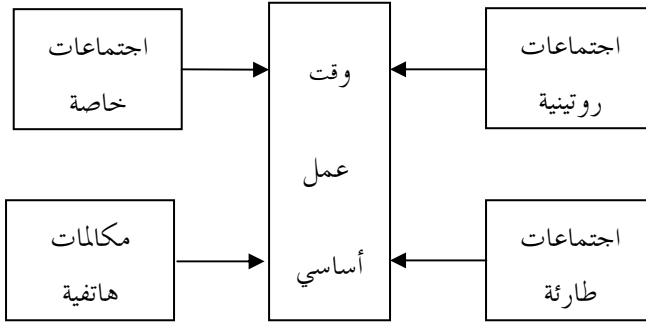 اجتماعات
روتينية
وقت
عمل
أساسي
اجتماعات
خاصة
اجتماعات
طارئة
مكالمات
هاتفية